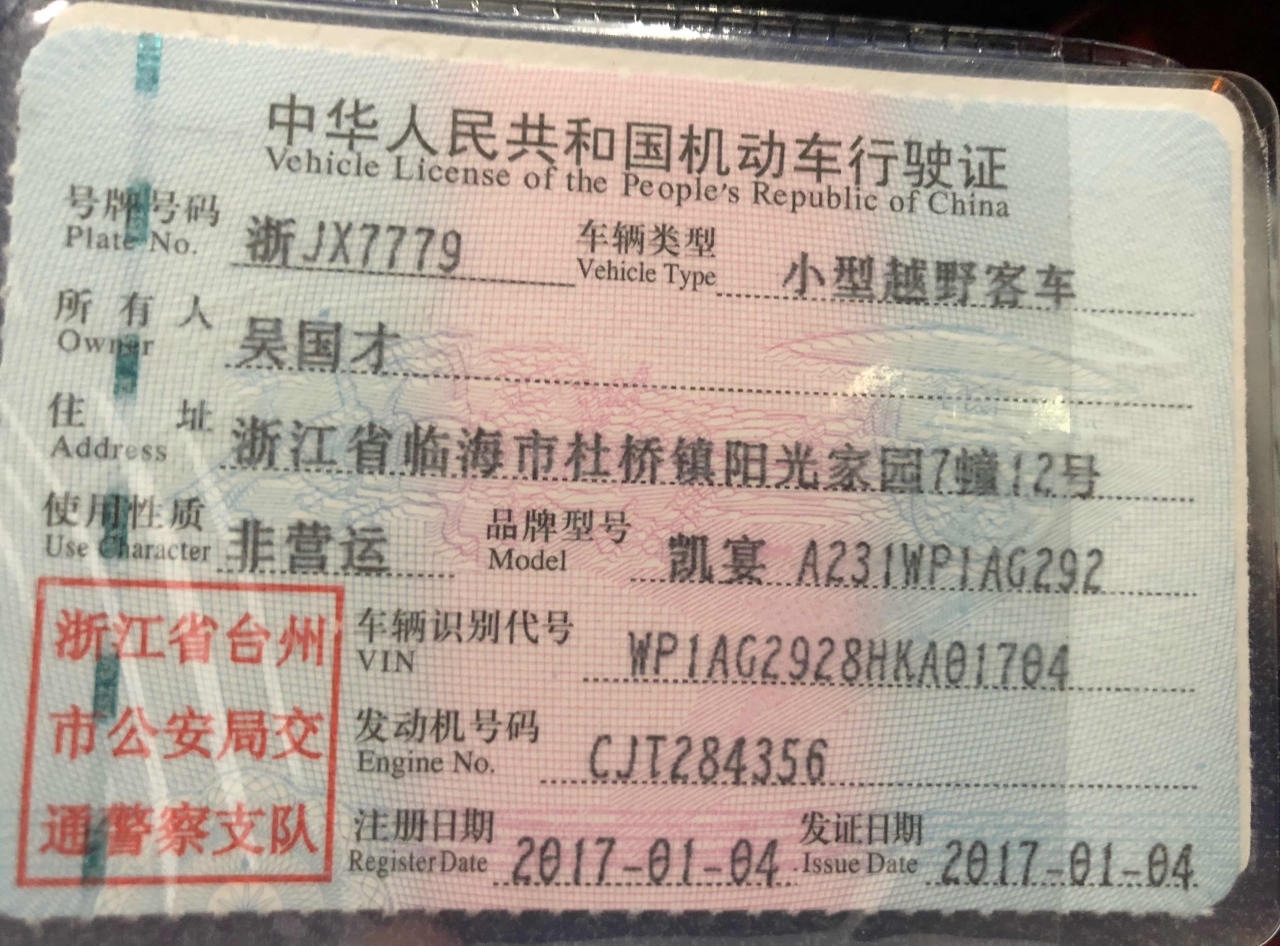 中华人民共和国机动车行驶证
Vehicle License of the People's Republic of China
号牌号码 浙JX7779 车辆类型 小型越野客车
Plate No. Vehicle Type
所有人 吴国才
Owner
住址 浙江省临海市杜桥镇阳光家园7幢12号
Address
使用性质 非营运 品牌型号 凯宴 A231WP1AG292
Use Character Model
浙江省台州
市公安局交
通警察支队
车辆识别代号 WP1AG2928HKA01704
VIN
发动机号码 CJT284356
Engine No.
注册日期 2017-01-04 发证日期 2017-01-04
Register Date Issue Date